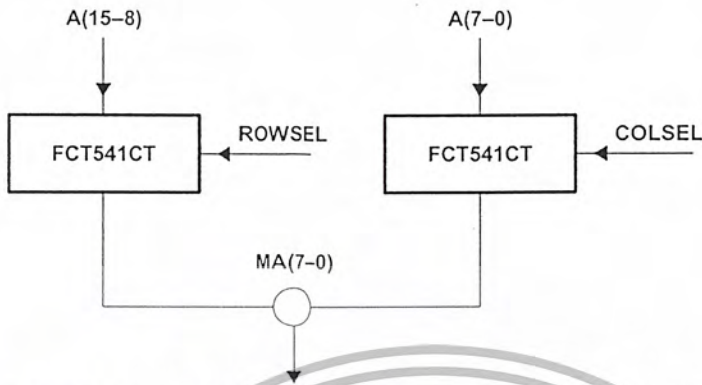 A(15–8)
A(7–0)
FCT541CT
ROWSEL
FCT541CT
COLSEL
MA(7–0)